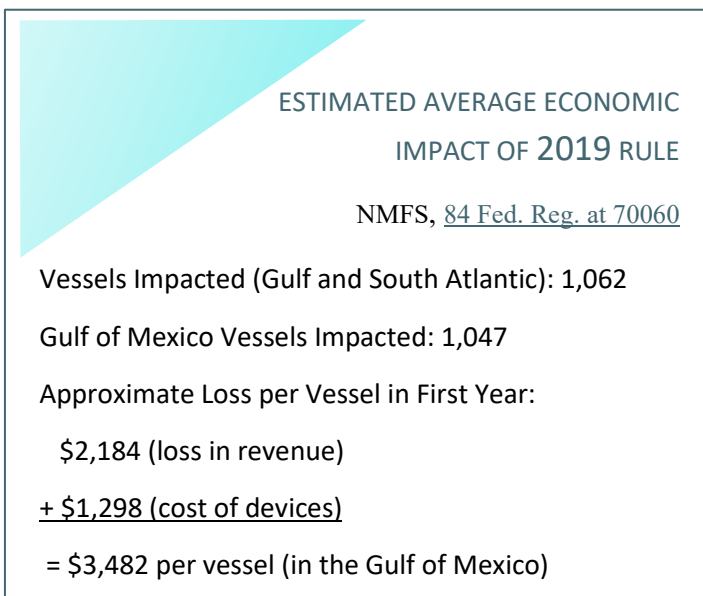 ESTIMATED AVERAGE ECONOMIC
IMPACT OF 2019 RULE
NMFS, 84 Fed. Reg. at 70060
Vessels Impacted (Gulf and South Atlantic): 1,062
Gulf of Mexico Vessels Impacted: 1,047
Approximate Loss per Vessel in First Year:
$2,184 (loss in revenue)
+ $1,298 (cost of devices)
= $3,482 per vessel (in the Gulf of Mexico)